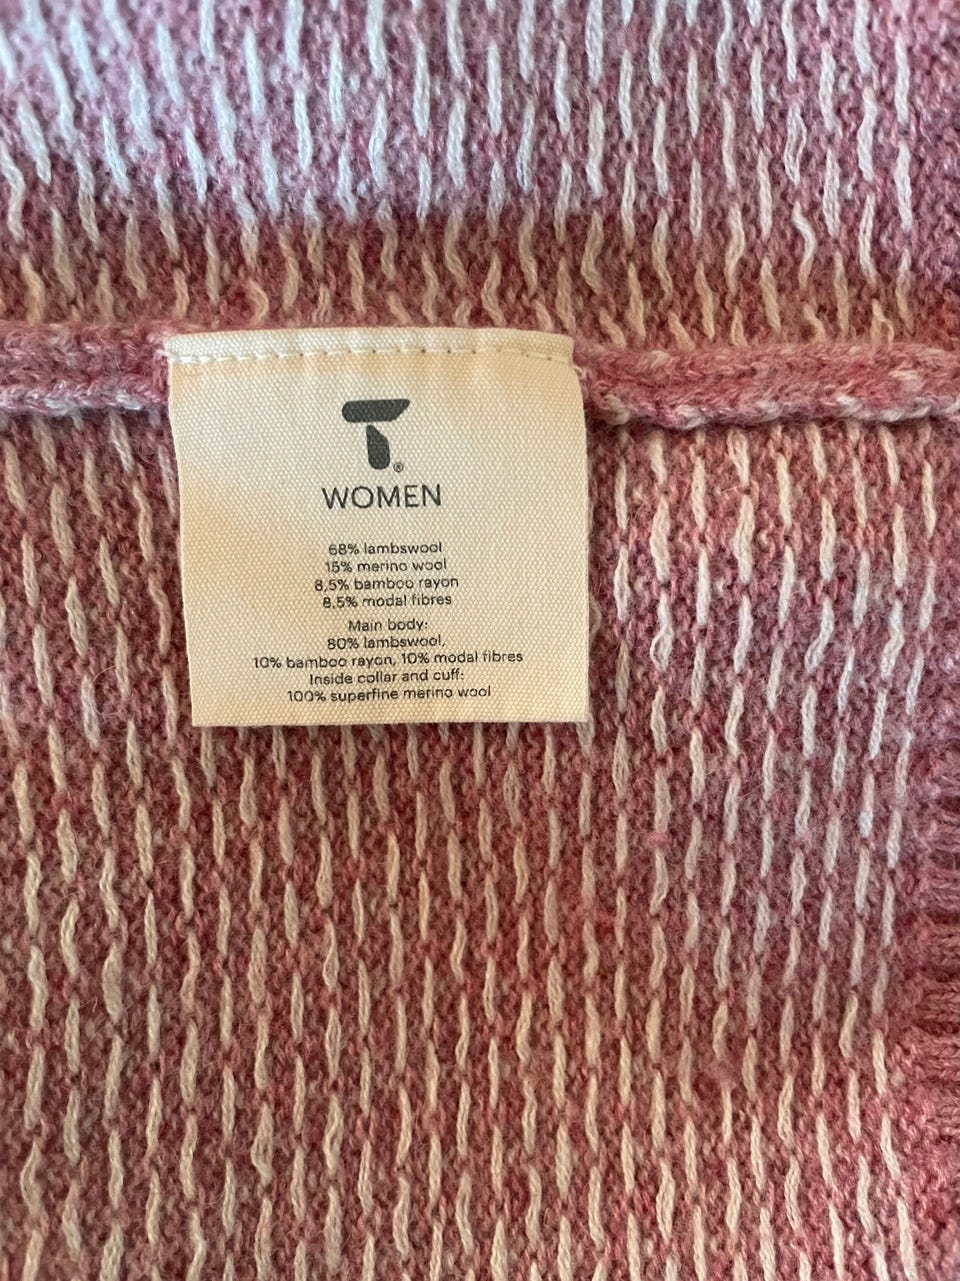 T®
WOMEN
68% lambswool
15% merino wool
8,5% bamboo rayon
8,5% modal fibres
Main body:
80% lambswool,
10% bamboo rayon, 10% modal fibres
Inside collar and cuff:
100% superfine merino wool